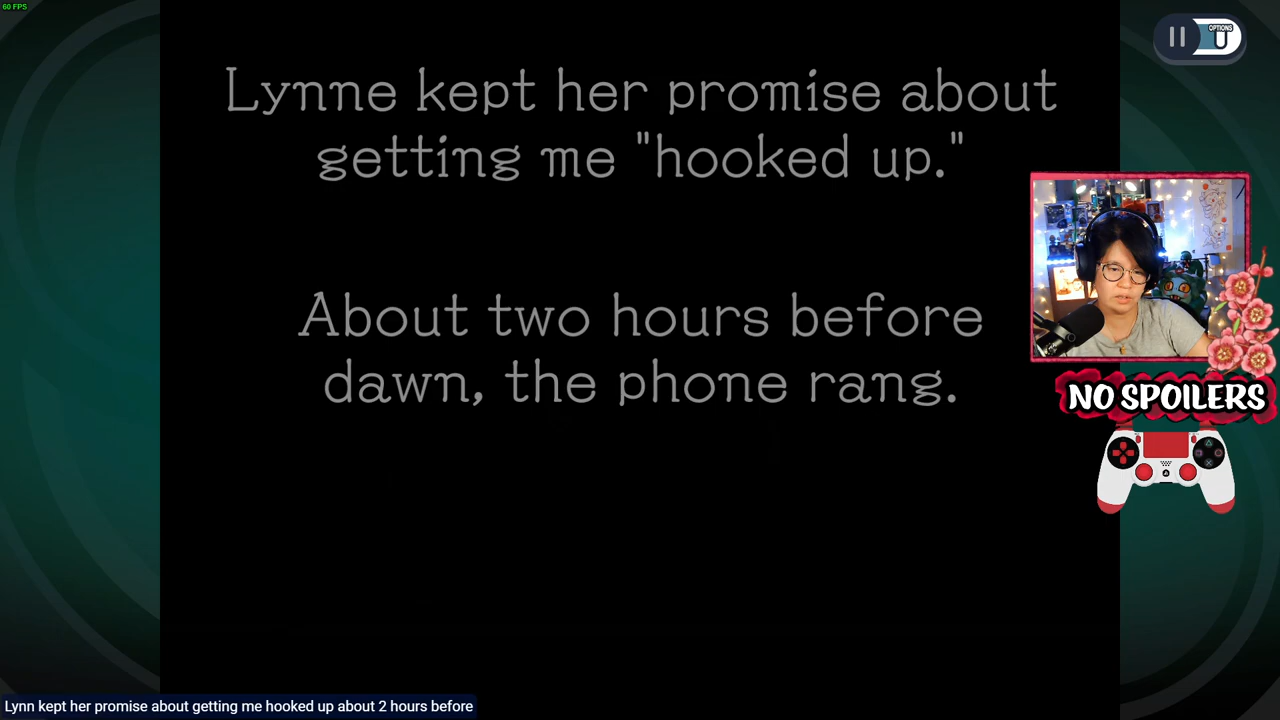 60 FPS
OPTIONS
Lynne kept her promise about
getting me "hooked up."
About two hours before
dawn, the phone rang.
NO SPOILERS
Lynn kept her promise about getting me hooked up about 2 hours before